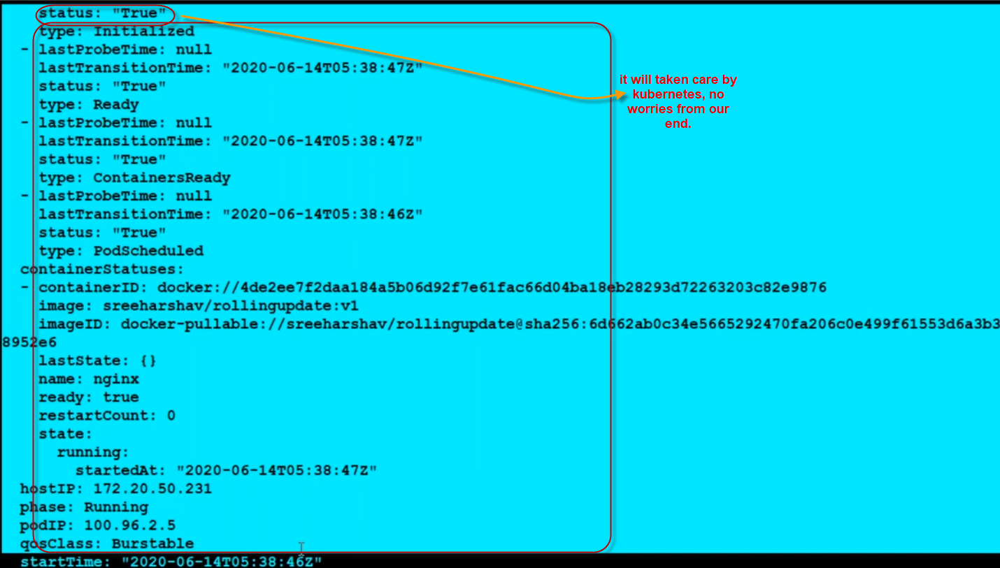 status: "True"
type: Initialized
- lastProbeTime: null
lastTransitionTime: "2020-06-14T05:38:47Z"
status: "True"
type: Ready
- lastProbeTime: null
lastTransitionTime: "2020-06-14T05:38:47Z"
status: "True"
type: ContainersReady
- lastProbeTime: null
lastTransitionTime: "2020-06-14T05:38:46Z"
status: "True"
type: PodScheduled
containerStatuses:
- containerID: docker://4de2ee7f2daa184a5b06d92f7e61fac66d04ba18eb28293d72263203c82e9876
image: sreeharshav/rollingupdate:v1
imageID: docker-pullable://sreeharshav/rollingupdate@sha256:6d662ab0c34e5665292470fa206c0e499f61553d6a3b3
8952e6
lastState: {}
name: nginx
ready: true
restartCount: 0
state:
running:
startedAt: "2020-06-14T05:38:47Z"
hostIP: 172.20.50.231
phase: Running
podIP: 100.96.2.5
qosClass: Burstable
startTime: "2020-06-14T05:38:46Z"
it will taken care by
kubernetes, no
worries from our
end.